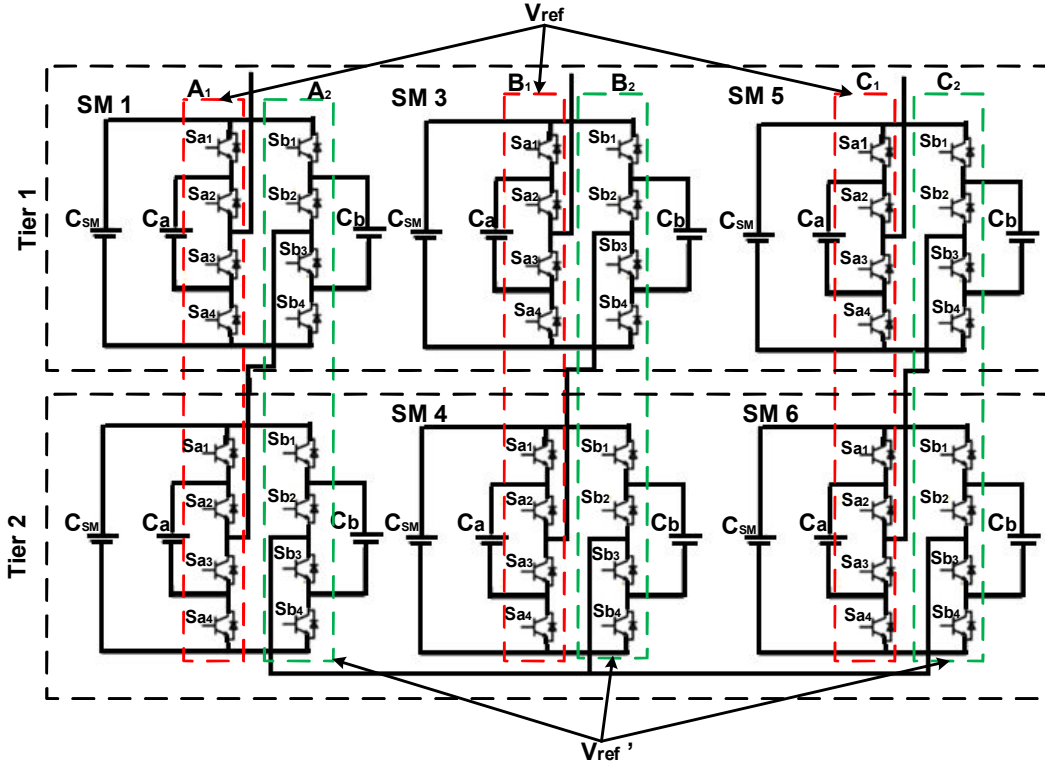 Vref
A1
A2
B1
B2
C1
C2
Tier 1
SM 1
CSM
Ca
Sa1
Sa2
Sa3
Sa4
Sb1
Sb2
Sb3
Sb4
Cb
SM 3
CSM
Ca
Sa1
Sa2
Sa3
Sa4
Sb1
Sb2
Sb3
Sb4
Cb
SM 5
CSM
Ca
Sa1
Sa2
Sa3
Sa4
Sb1
Sb2
Sb3
Sb4
Cb
Tier 2
CSM
Ca
Sa1
Sa2
Sa3
Sa4
Sb1
Sb2
Sb3
Sb4
Cb
SM 4
CSM
Ca
Sa1
Sa2
Sa3
Sa4
Sb1
Sb2
Sb3
Sb4
Cb
SM 6
CSM
Ca
Sa1
Sa2
Sa3
Sa4
Sb1
Sb2
Sb3
Sb4
Cb
Vref '